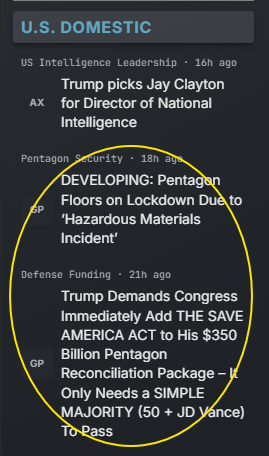 U.S. DOMESTIC
US Intelligence Leadership · 16h ago
AX
Trump picks Jay Clayton
for Director of National
Intelligence
Pentagon Security · 18h ago
GP
DEVELOPING: Pentagon
Floors on Lockdown Due to
‘Hazardous Materials
Incident’
Defense Funding · 21h ago
GP
Trump Demands Congress
Immediately Add THE SAVE
AMERICA ACT to His $350
Billion Pentagon
Reconciliation Package – It
Only Needs a SIMPLE
MAJORITY (50 + JD Vance)
To Pass